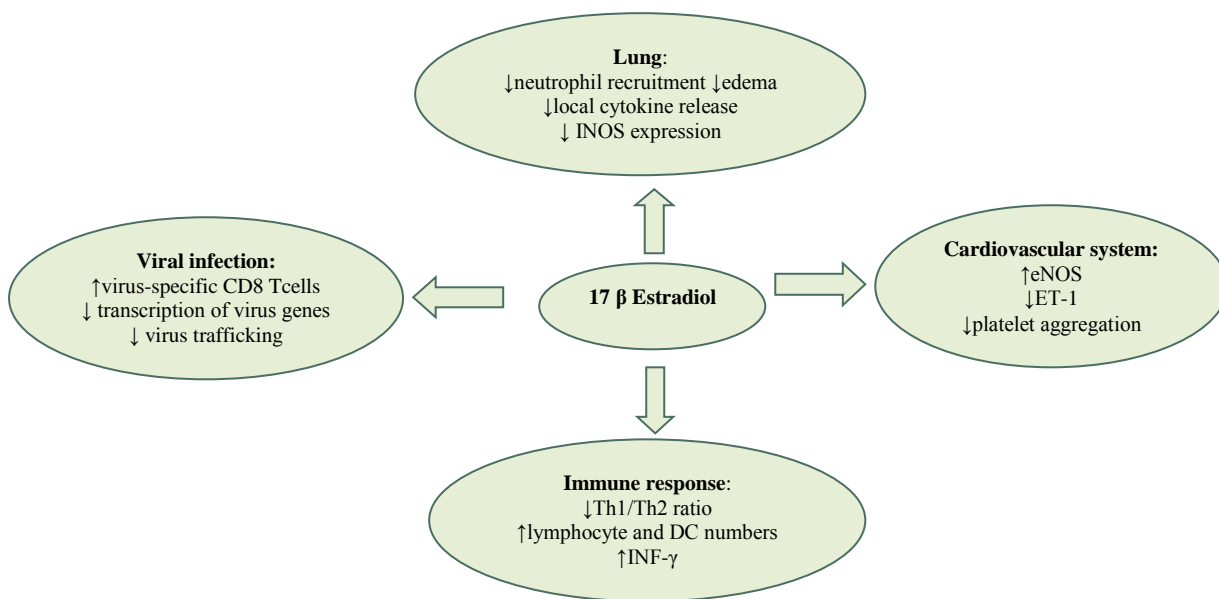 Lung:
↓neutrophil recruitment ↓edema
↓local cytokine release
↓ INOS expression
Viral infection:
↑virus-specific CD8 Tcells
↓ transcription of virus genes
↓ virus trafficking
17 β Estradiol
Cardiovascular system:
↑eNOS
↓ET-1
↓platelet aggregation
Immune response:
↓Th1/Th2 ratio
↑lymphocyte and DC numbers
↑INF-γ